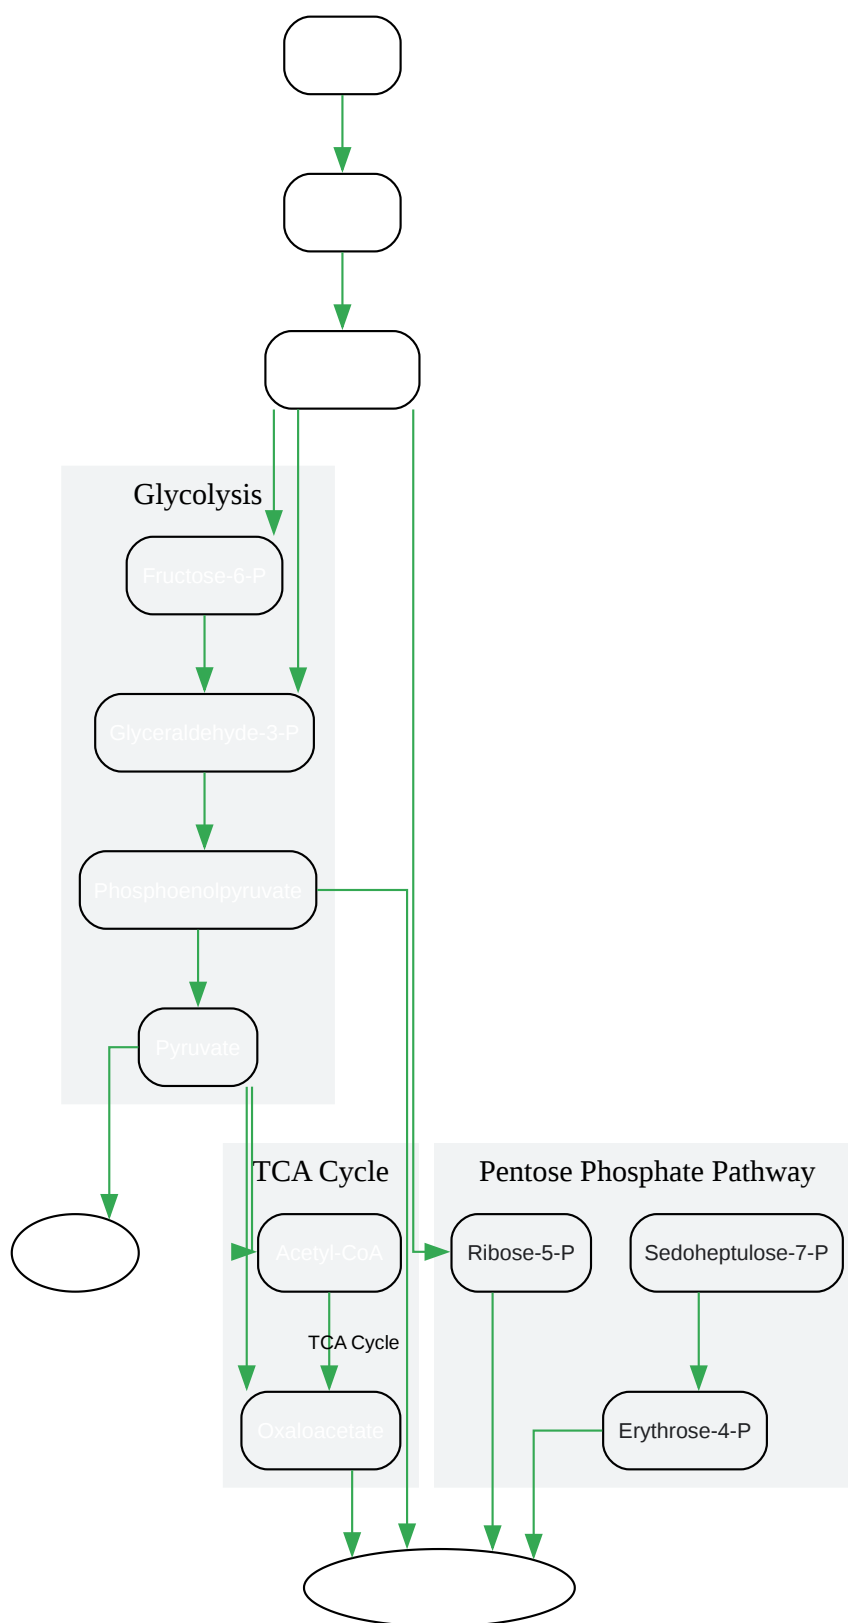 Glycolysis
Fructose-6-P
Glyceraldehyde-3-P
Phosphoenolpyruvate
Pyruvate
TCA Cycle
Pentose Phosphate Pathway
Acetyl-CoA
Ribose-5-P
Sedoheptulose-7-P
TCA Cycle
Oxaloacetate
Erythrose-4-P